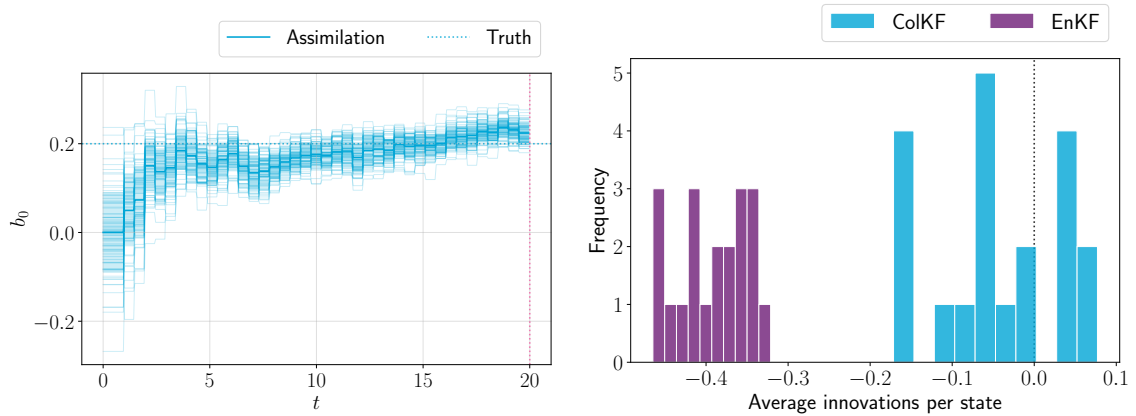 Assimilation Truth
b₀
0.2
0.0
−0.2
0 5 10 15 20
t
ColKF EnKF
Frequency
5
4
3
2
1
0
−0.4 −0.3 −0.2 −0.1 0.0 0.1
Average innovations per state